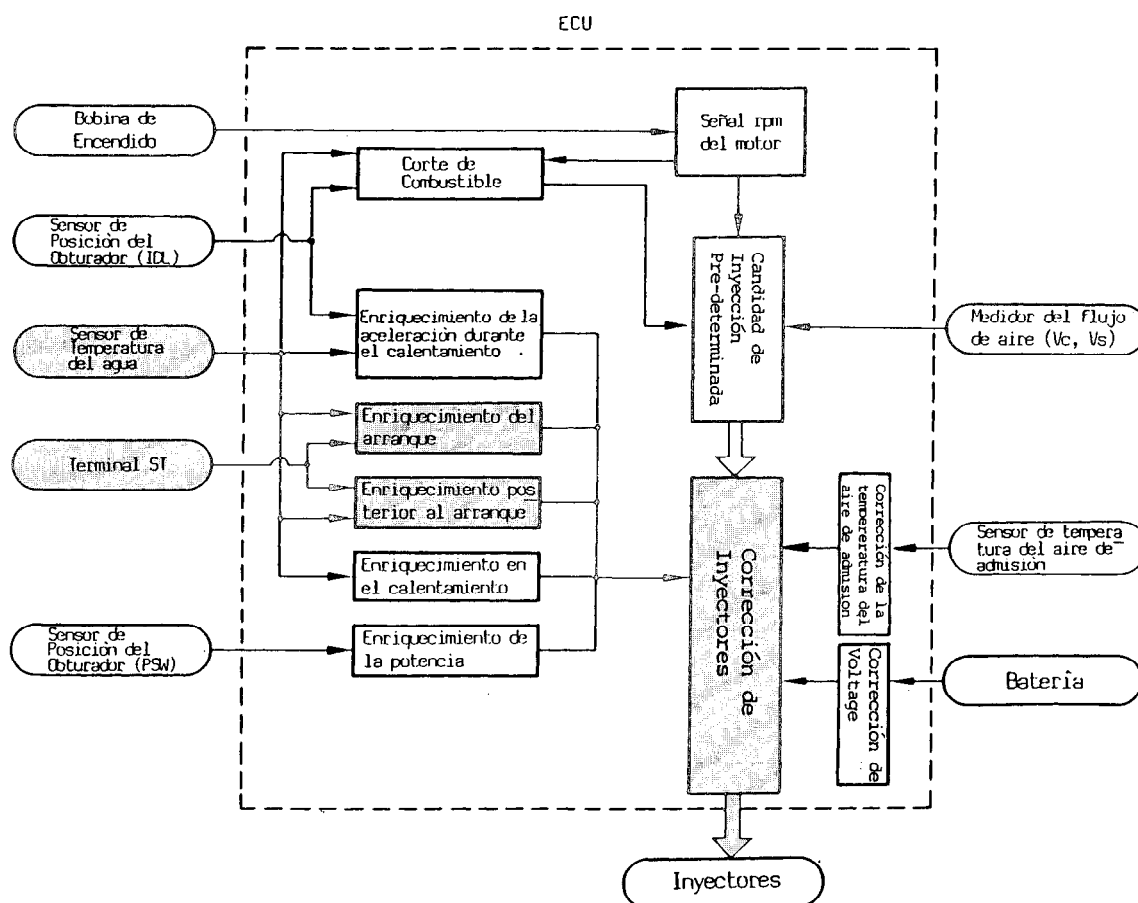 ECU
Bobina de
Encendido
Señal rpm
del motor
Corte de
Combustible
Sensor de
Posición del
Obturador (IDL)
Candidad de
Inyección
Pre-determinada
Enriquecimiento de la
aceleración durante
el calentamiento .
Medidor del flujo
de aire (Vc, Vs)
Sensor de
Temperatura
del agua
Enriquecimiento del
arranque
Terminal ST
Enriquecimiento pos
terior al arranque
Corrección de
Inyectores
Corrección de la
tempereratura del
aire de admisión
Sensor de tempera
tura del aire de
admisión
Enriquecimiento en
el calentamiento
Sensor de
Posición del
Obturador (PSW)
Enriquecimiento de
la potencia
Corrección de
Voltage
Batería
Inyectores